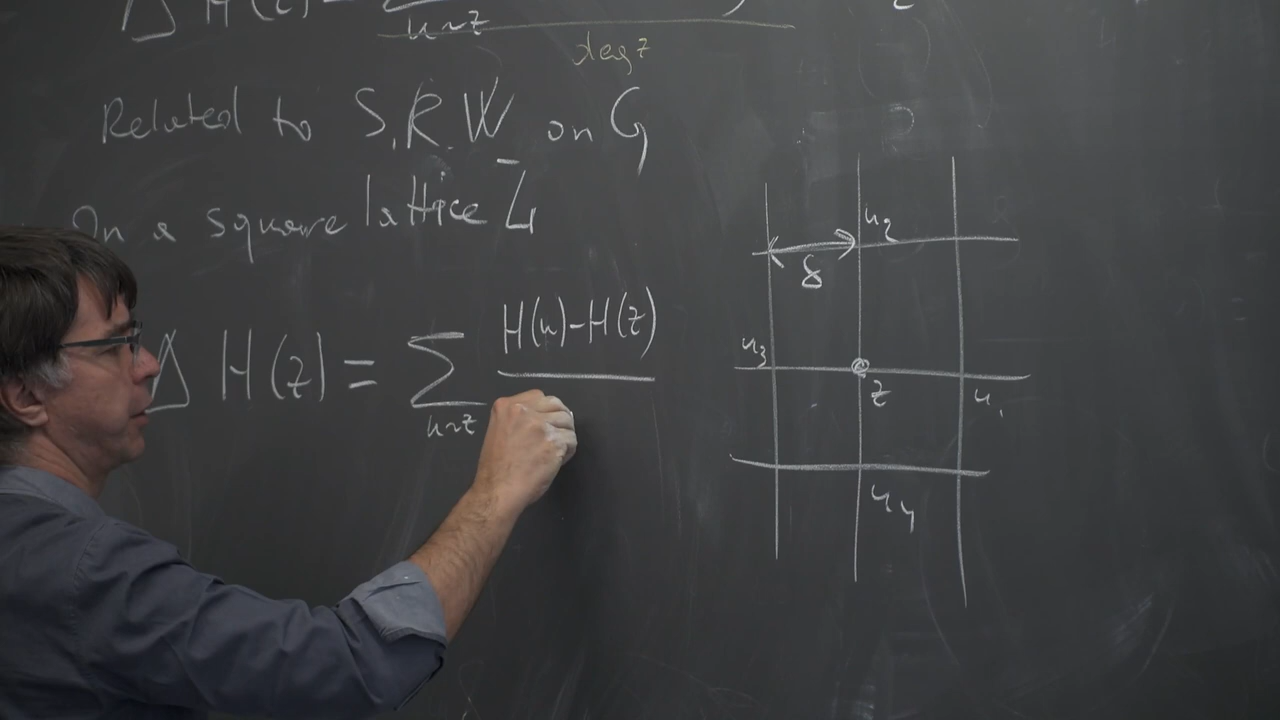 Δ H(z) = Σ
u~z
deg z
Related to S.R.W on G
On a square lattice L
Δ H(z) = Σ H(u)-H(z)
u~z
u2
δ
u3
z
u1
u4